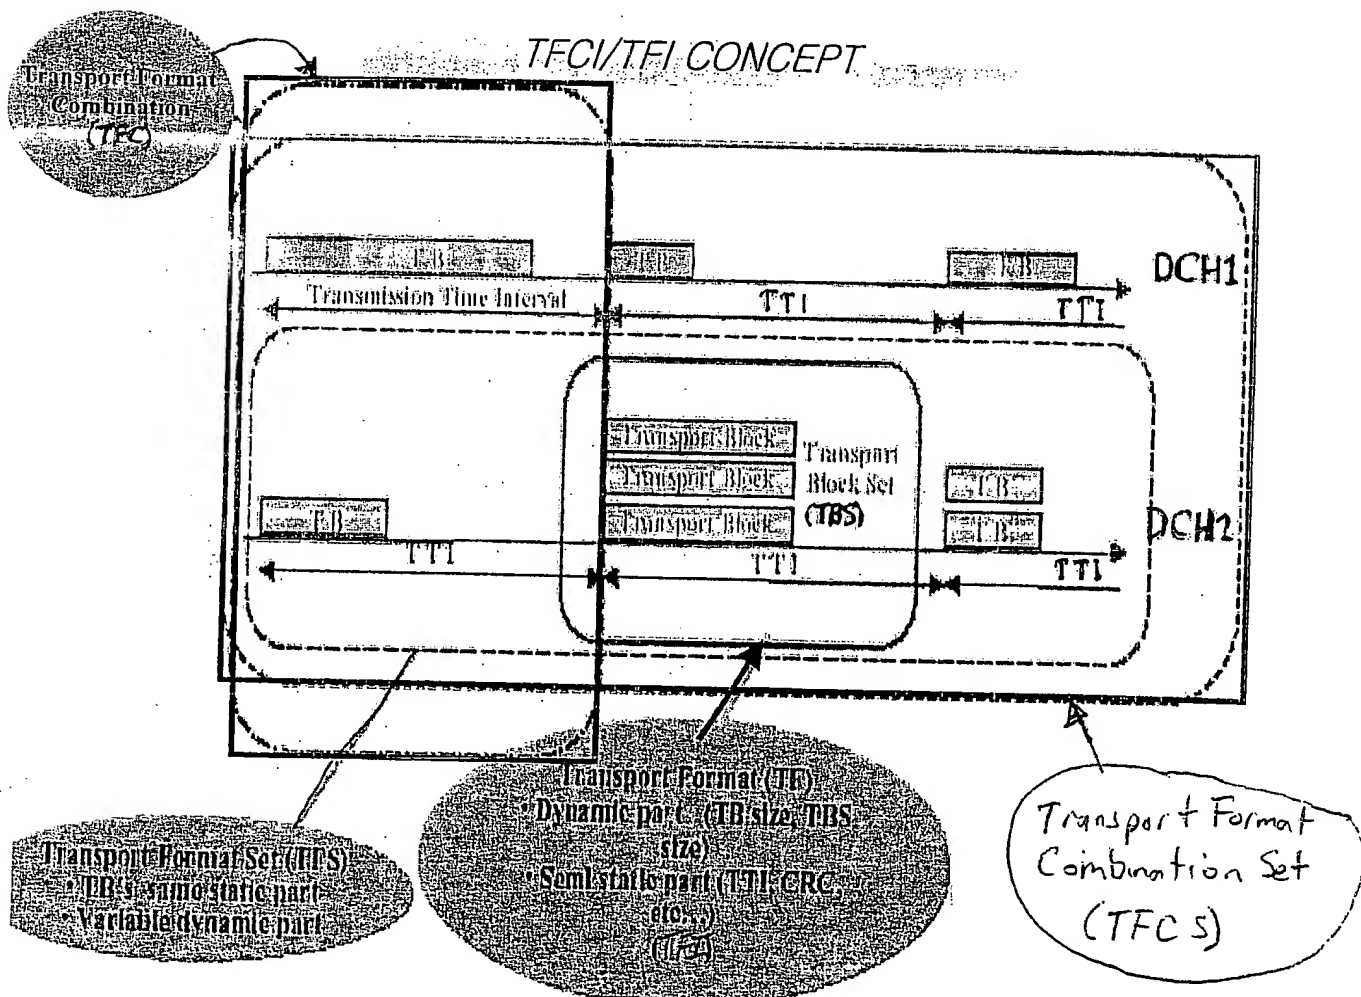 TFCI/TFI CONCEPT
Transport Format
Combination
(TFC)
TB
TB
TB
DCH1
Transmission Time Interval
TTI
TTI
Transport Block
Transport Block
Transport Block
Transport
Block Set
(TBS)
TB
TB
TB
DCH2
TTI
TTI
TTI
Transport Format (TF)
• Dynamic part (TB size, TBS
size)
• Semi static part (TTI, CRC,
etc...)
Transport Format Set (TFS)
• TB's same static part
• Variable dynamic part
Transport Format
Combination Set
(TFCS)